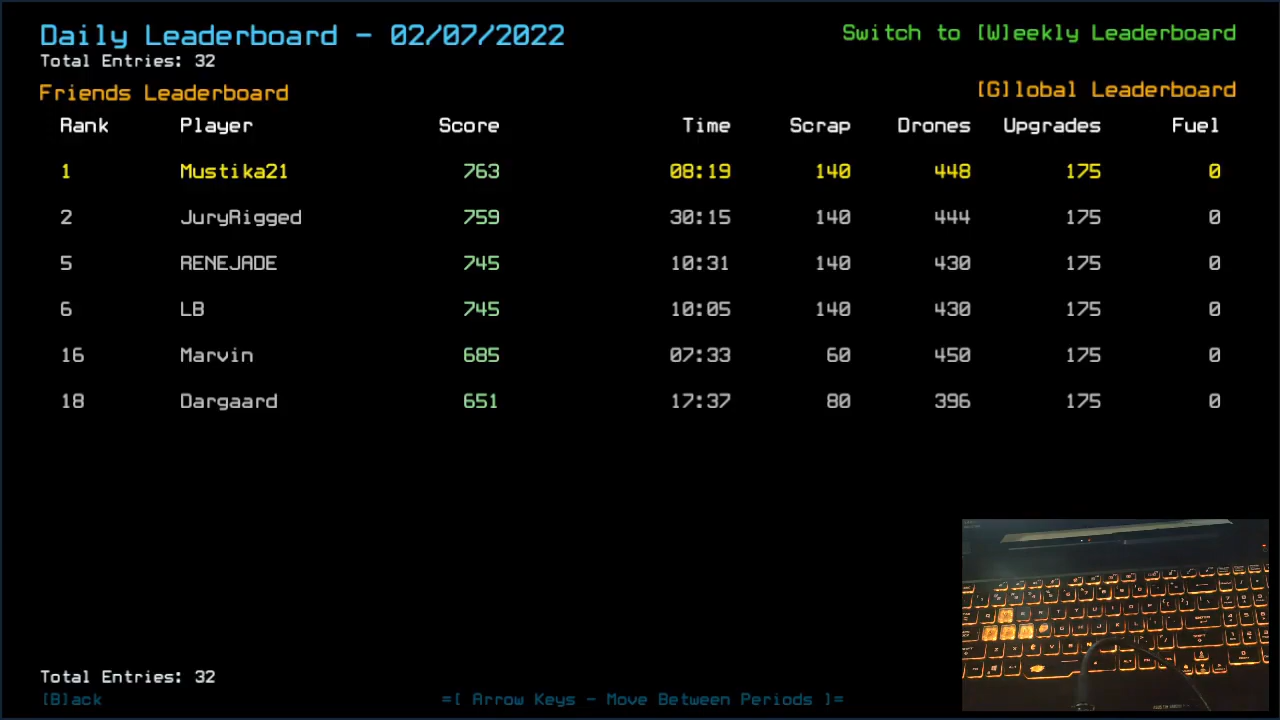 Daily Leaderboard - 02/07/2022
Switch to [W]eekly Leaderboard
Total Entries: 32
Friends Leaderboard
[G]lobal Leaderboard
Rank Player Score Time Scrap Drones Upgrades Fuel
1 Mustika21 763 08:19 140 448 175 0
2 JuryRigged 759 30:15 140 444 175 0
5 RENEJADE 745 10:31 140 430 175 0
6 LB 745 10:05 140 430 175 0
16 Marvin 685 07:33 60 450 175 0
18 Dargaard 651 17:37 80 396 175 0
Total Entries: 32
[B]ack
=[ Arrow Keys - Move Between Periods ]=